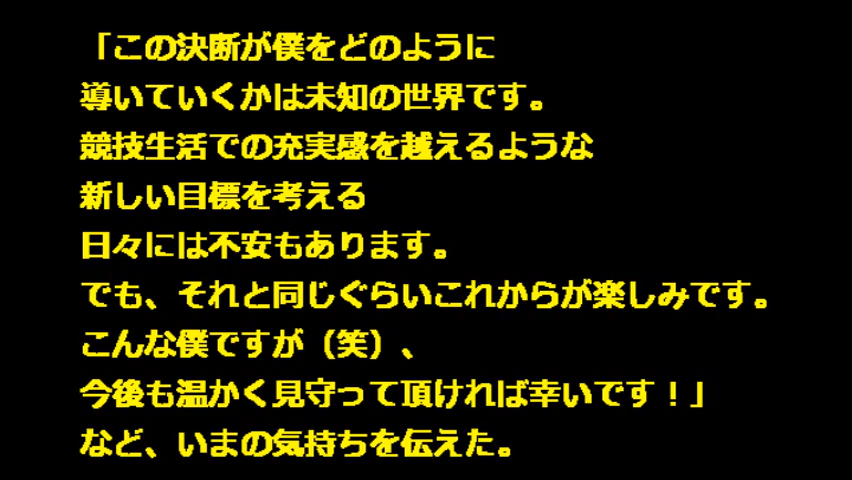 「この決断が僕をどのように
導いていくかは未知の世界です。
競技生活での充実感を越えるような
新しい目標を考える
日々には不安もあります。
でも、それと同じぐらいこれからが楽しみです。
こんな僕ですが（笑）、
今後も温かく見守って頂ければ幸いです！」
など、いまの気持ちを伝えた。